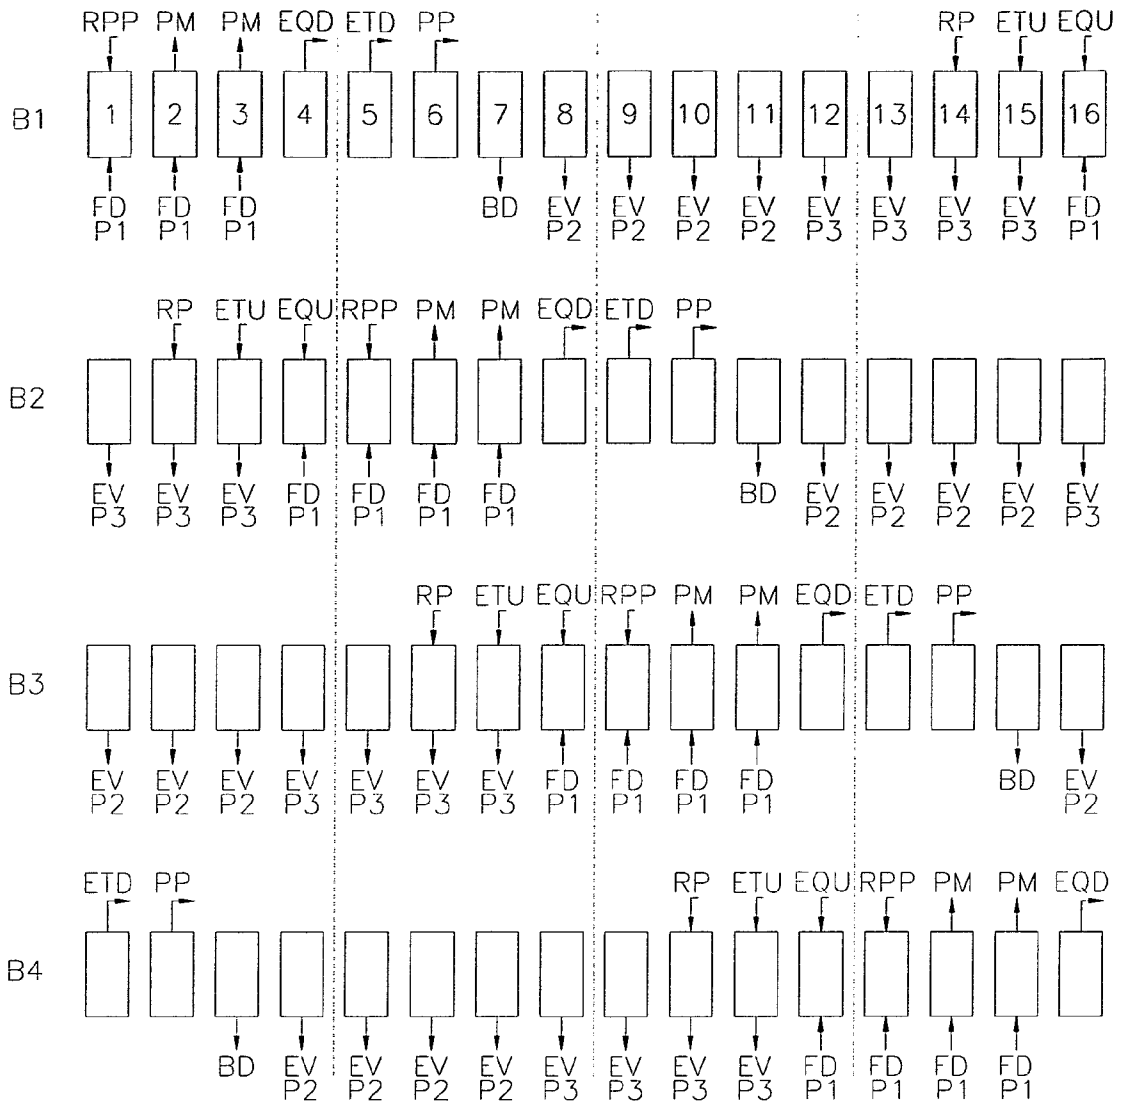 RPP PM PM EQD ETD PP RP ETU EQU
B1 1 2 3 4 5 6 7 8 9 10 11 12 13 14 15 16
FD FD FD BD EV EV EV EV EV EV EV EV FD
P1 P1 P1 P2 P2 P2 P2 P3 P3 P3 P3 P1
RP ETU EQU RPP PM PM EQD ETD PP
B2
EV EV EV FD FD FD FD BD EV EV EV EV EV
P3 P3 P3 P1 P1 P1 P1 P2 P2 P2 P2 P3
RP ETU EQU RPP PM PM EQD ETD PP
B3
EV EV EV EV EV EV EV FD FD FD FD BD EV
P2 P2 P2 P3 P3 P3 P3 P1 P1 P1 P1 P2
ETD PP RP ETU EQU RPP PM PM EQD
B4
BD EV EV EV EV EV EV EV EV FD FD FD FD
P2 P2 P2 P2 P3 P3 P3 P3 P1 P1 P1 P1